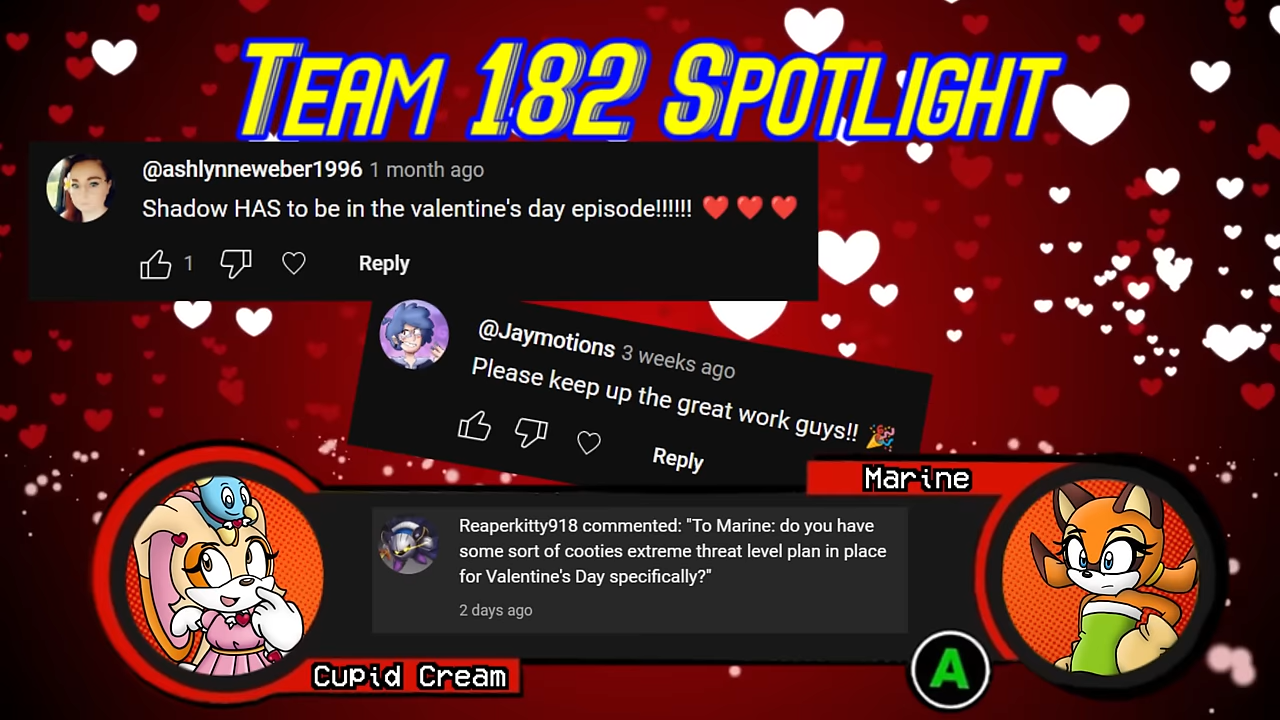 Team 182 Spotlight
@ashlynneweber1996 1 month ago
Shadow HAS to be in the valentine's day episode!!!!!! ❤️ ❤️ ❤️
1 Reply
@Jaymotions 3 weeks ago
Please keep up the great work guys!! 🎉
Reply
Marine
Reaperkitty918 commented: "To Marine: do you have
some sort of cooties extreme threat level plan in place
for Valentine's Day specifically?"
2 days ago
Cupid Cream
A